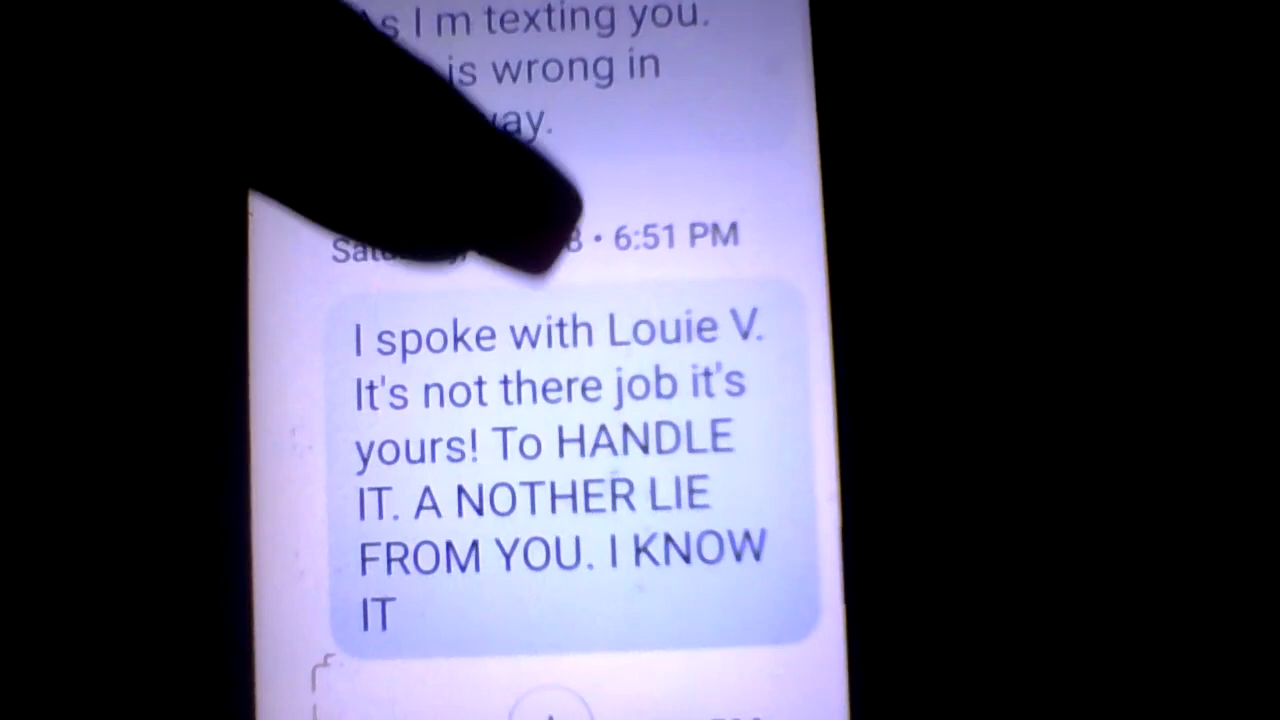 s I m texting you.
is wrong in
ay.
8 • 6:51 PM
I spoke with Louie V.
It's not there job it's
yours! To HANDLE
IT. A NOTHER LIE
FROM YOU. I KNOW
IT